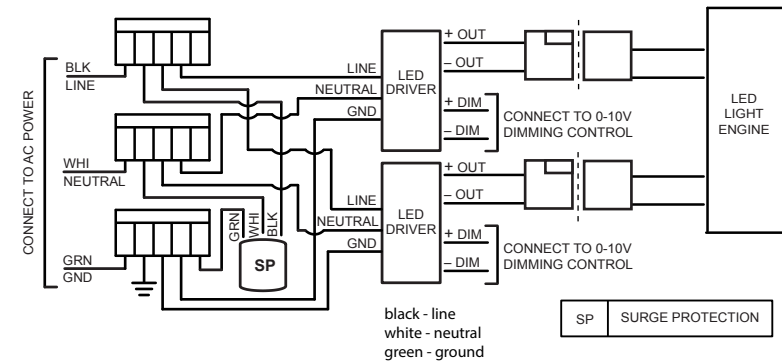 CONNECT TO AC POWER
BLK
LINE
WHI
NEUTRAL
GRN
GND
GRN
WHI
BLK
SP
LINE
NEUTRAL
GND
LED
DRIVER
+ OUT
– OUT
+ DIM
– DIM
CONNECT TO 0-10V
DIMMING CONTROL
LINE
NEUTRAL
GND
LED
DRIVER
+ OUT
– OUT
+ DIM
– DIM
CONNECT TO 0-10V
DIMMING CONTROL
LED
LIGHT
ENGINE
black - line
white - neutral
green - ground
SP SURGE PROTECTION